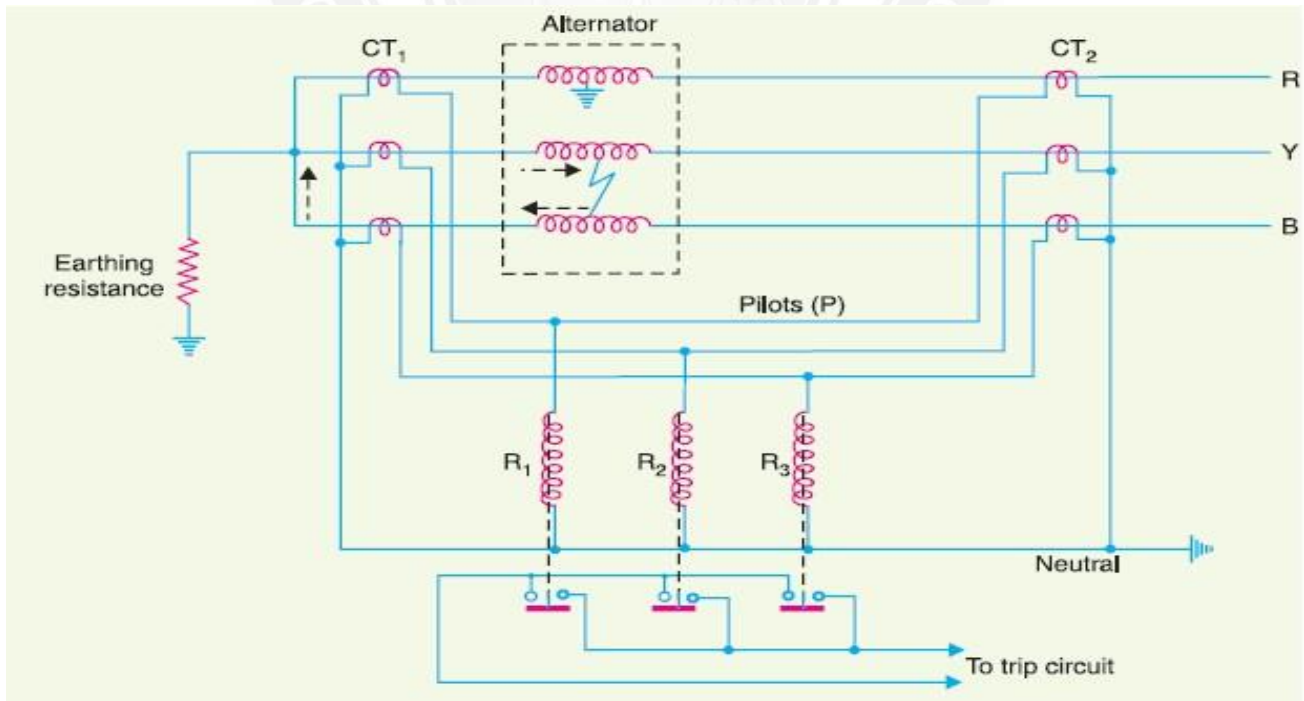 Alternator
CT₁
CT₂
R
Y
B
Earthing
resistance
Pilots (P)
R₁
R₂
R₃
Neutral
To trip circuit